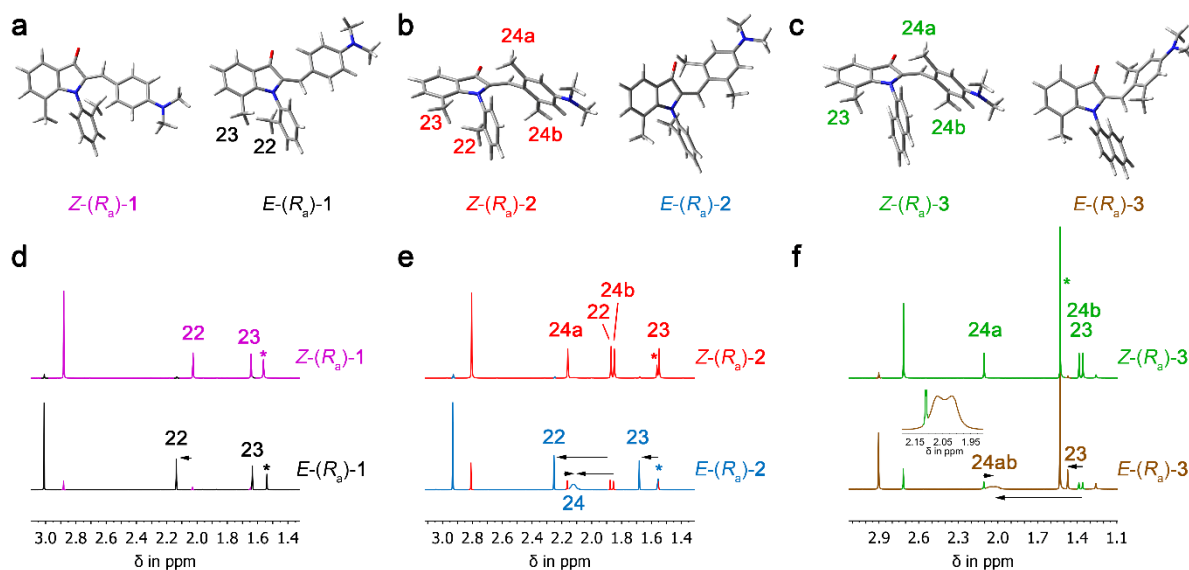 a
b
c
24a
24a
23
22
23
22
24b
23
24b
Z-(Ra)-1
E-(Ra)-1
Z-(Ra)-2
E-(Ra)-2
Z-(Ra)-3
E-(Ra)-3
d
e
f
22
23
*
Z-(Ra)-1
22
23
*
E-(Ra)-1
3.0 2.8 2.6 2.4 2.2 2.0 1.8 1.6 1.4
δ in ppm
24a
22
24b
23
*
Z-(Ra)-2
22
24
23
*
E-(Ra)-2
3.0 2.8 2.6 2.4 2.2 2.0 1.8 1.6 1.4
δ in ppm
24a
*
24b
23
Z-(Ra)-3
2.15 2.05 1.95
δ in ppm
24ab
23
E-(Ra)-3
2.9 2.6 2.3 2.0 1.7 1.4 1.1
δ in ppm